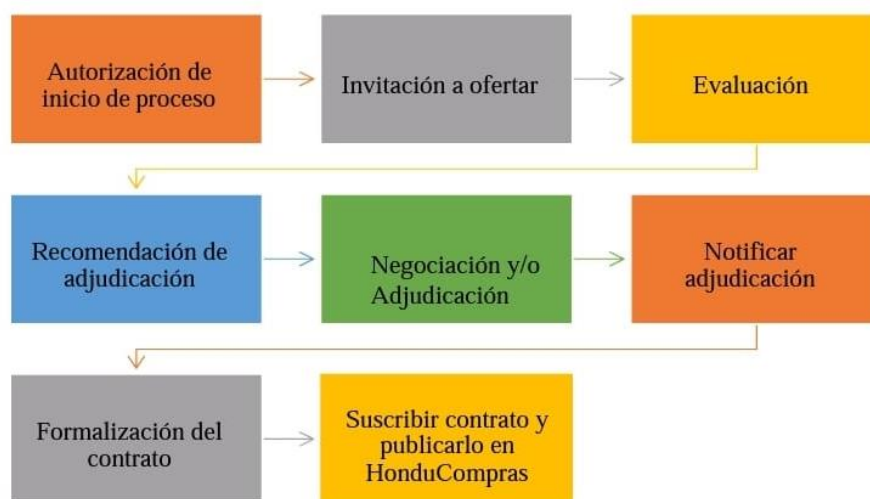 Autorización de
inicio de proceso
Invitación a ofertar
Evaluación
Recomendación de
adjudicación
Negociación y/o
Adjudicación
Notificar
adjudicación
Formalización del
contrato
Suscribir contrato y
publicarlo en
HonduCompras